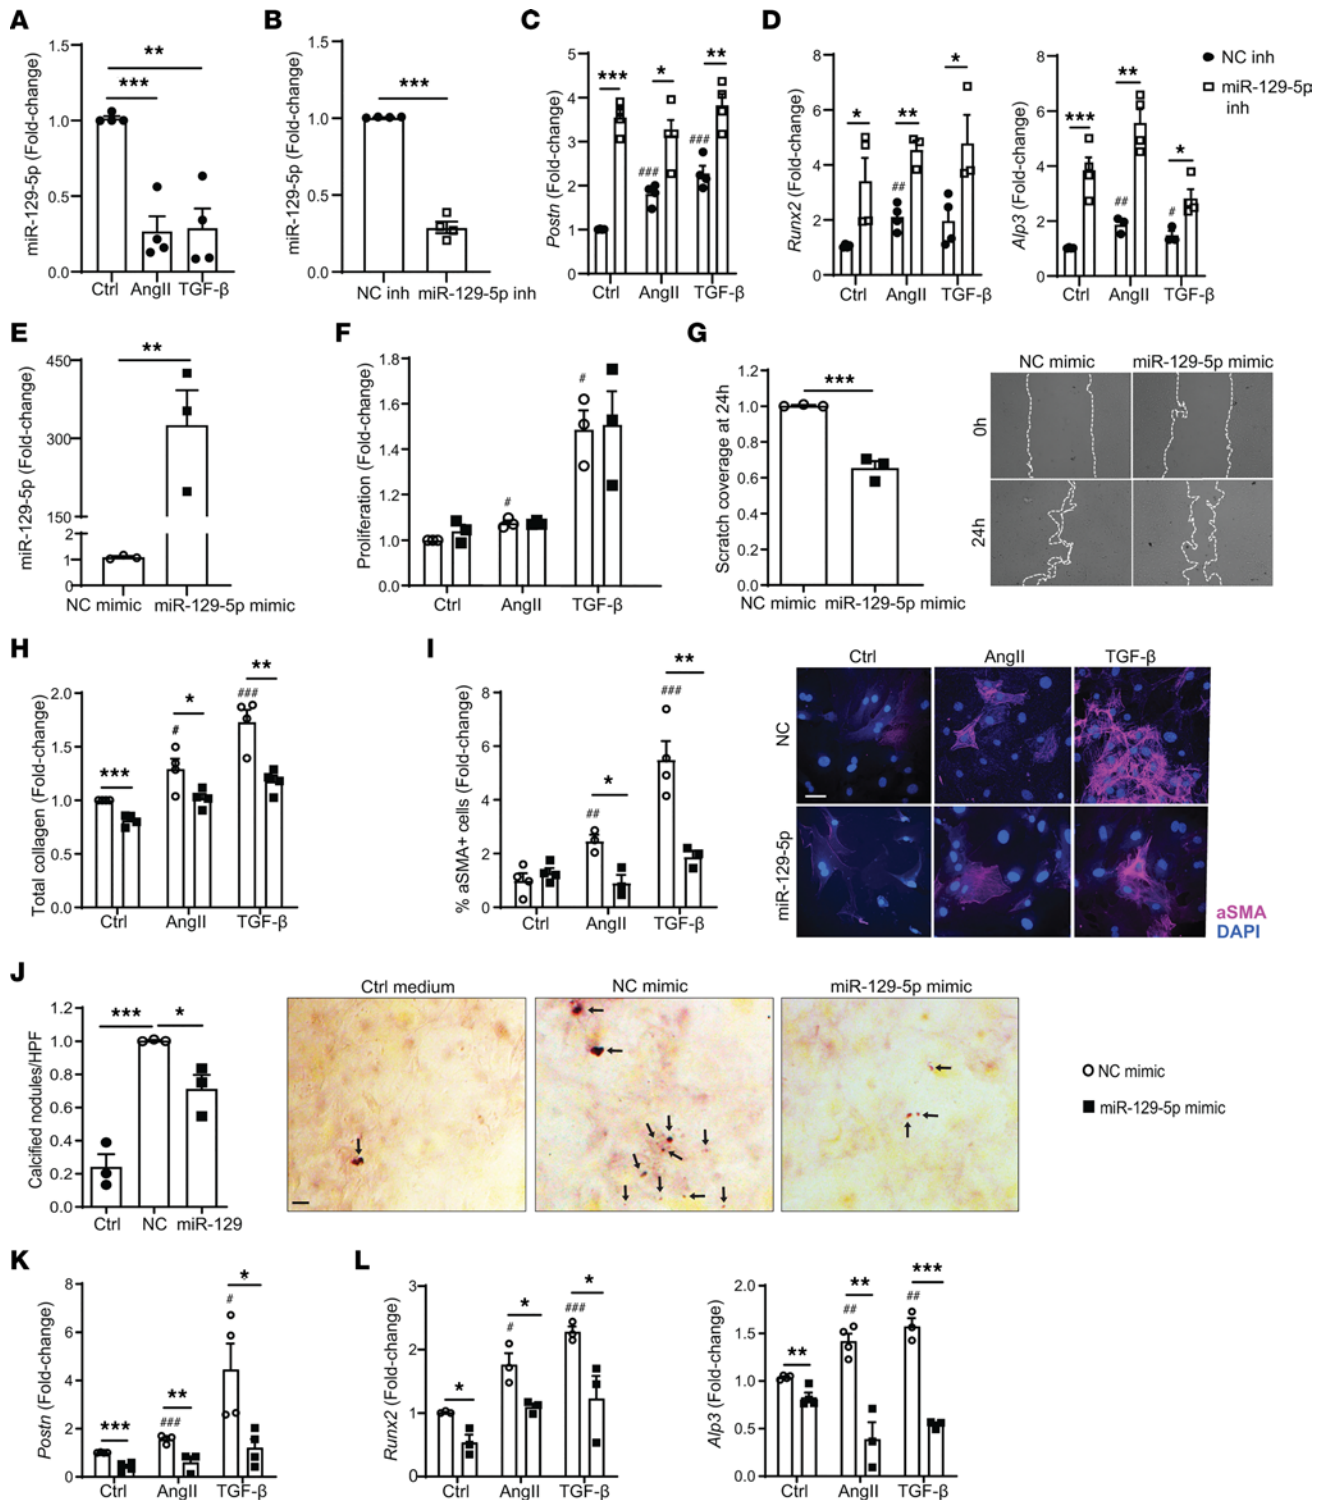 A
miR-129-5p (Fold-change)
1.5
1.0
0.5
0.0
**
***
Ctrl AngII TGF-β
B
miR-129-5p (Fold-change)
1.5
1.0
0.5
0.0
***
NC inh miR-129-5p inh
C
Postn (Fold-change)
5
4
3
2
1
0
*** * **
### ###
Ctrl AngII TGF-β
D
Runx2 (Fold-change)
8
6
4
2
0
* ** *
##
Ctrl AngII TGF-β
Alp3 (Fold-change)
8
6
4
2
0
*** ** *
## #
Ctrl AngII TGF-β
NC inh
miR-129-5p
inh
E
miR-129-5p (Fold-change)
450
300
150
2
1
0
**
NC mimic miR-129-5p mimic
F
Proliferation (Fold-change)
1.8
1.6
1.4
1.2
1.0
0.8
# #
Ctrl AngII TGF-β
G
Scratch coverage at 24h
1.2
1.0
0.8
0.6
0.4
0.2
0.0
***
NC mimic miR-129-5p mimic
NC mimic miR-129-5p mimic
0h
24h
H
Total collagen (Fold-change)
2.0
1.5
1.0
0.5
0.0
*** * **
# ###
Ctrl AngII TGF-β
I
% aSMA+ cells (Fold-change)
8
6
4
2
0
* **
## ###
Ctrl AngII TGF-β
Ctrl AngII TGF-β
NC
miR-129-5p
aSMA
DAPI
J
Calcified nodules/HPF
1.2
1.0
0.8
0.6
0.4
0.2
0.0
*** *
Ctrl NC miR-129
Ctrl medium NC mimic miR-129-5p mimic
NC mimic
miR-129-5p mimic
K
Postn (Fold-change)
8
6
4
2
0
*** ** *
### #
Ctrl AngII TGF-β
L
Runx2 (Fold-change)
3
2
1
0
* * *
# ###
Ctrl AngII TGF-β
Alp3 (Fold-change)
2.0
1.5
1.0
0.5
0.0
** ** ***
## ##
Ctrl AngII TGF-β